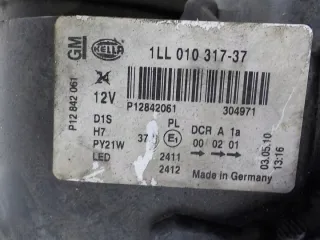 GM HELLA 1LL 010 317-37
P12 842 061
12V P12842061 304971
D1S PL DCR A 1a
H7 E1 00 02 01
PY21W
LED 2411
2412 Made in Germany
03.05.10
13:16